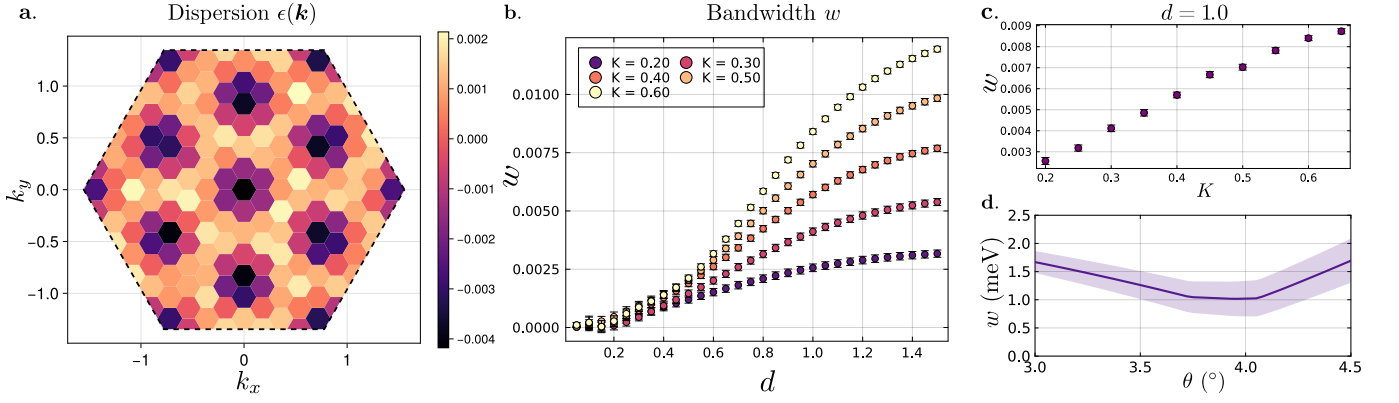 a. Dispersion ϵ(k)
1.0
0.5
0.0
−0.5
−1.0
k_y
−1 0 1
k_x
0.002
0.001
0.000
−0.001
−0.002
−0.003
−0.004
b. Bandwidth w
K = 0.20 K = 0.30
K = 0.40 K = 0.50
K = 0.60
0.0100
0.0075
0.0050
0.0025
0.0000
w
0.2 0.4 0.6 0.8 1.0 1.2 1.4
d
c. d = 1.0
0.009
0.008
0.007
0.006
0.005
0.004
0.003
w
0.2 0.3 0.4 0.5 0.6
K
d.
2.5
2.0
1.5
1.0
0.5
0.0
w (meV)
3.0 3.5 4.0 4.5
θ (°)